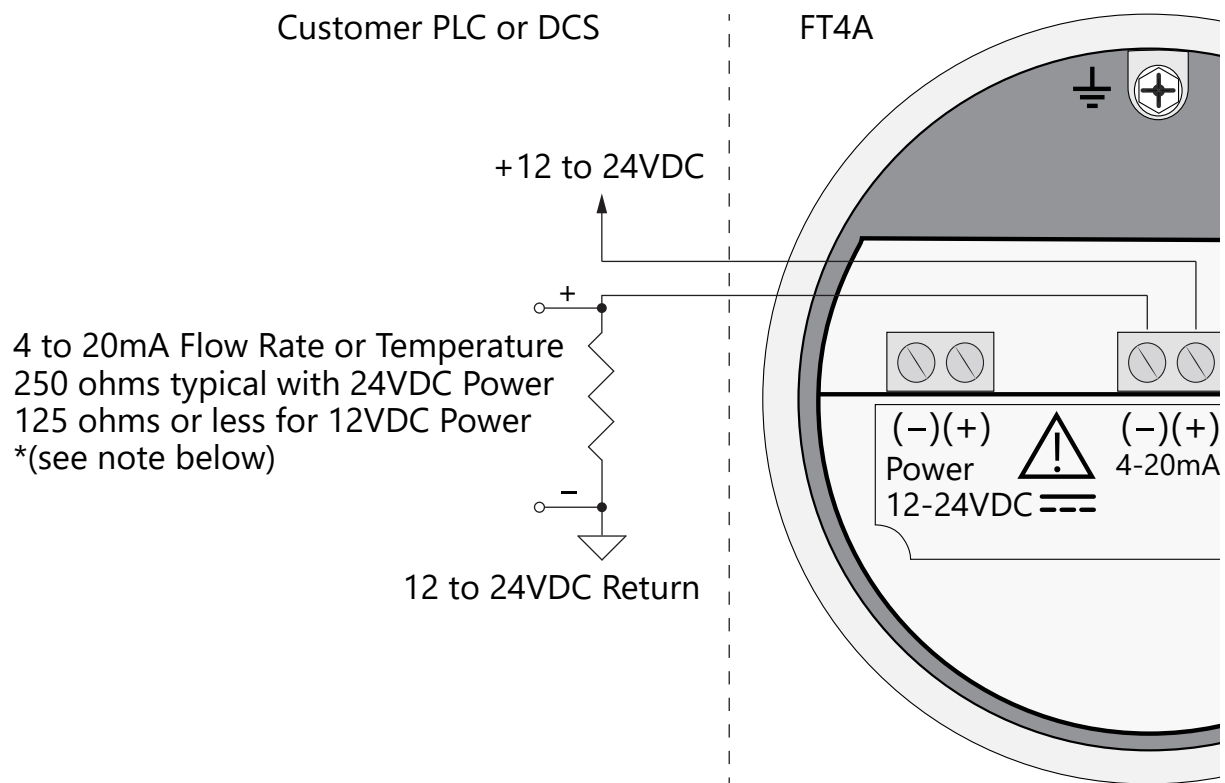 Customer PLC or DCS
FT4A
+12 to 24VDC
+
4 to 20mA Flow Rate or Temperature
250 ohms typical with 24VDC Power
125 ohms or less for 12VDC Power
*(see note below)
−
12 to 24VDC Return
(−)(+)
Power
12-24VDC
!
(−)(+)
4-20mA